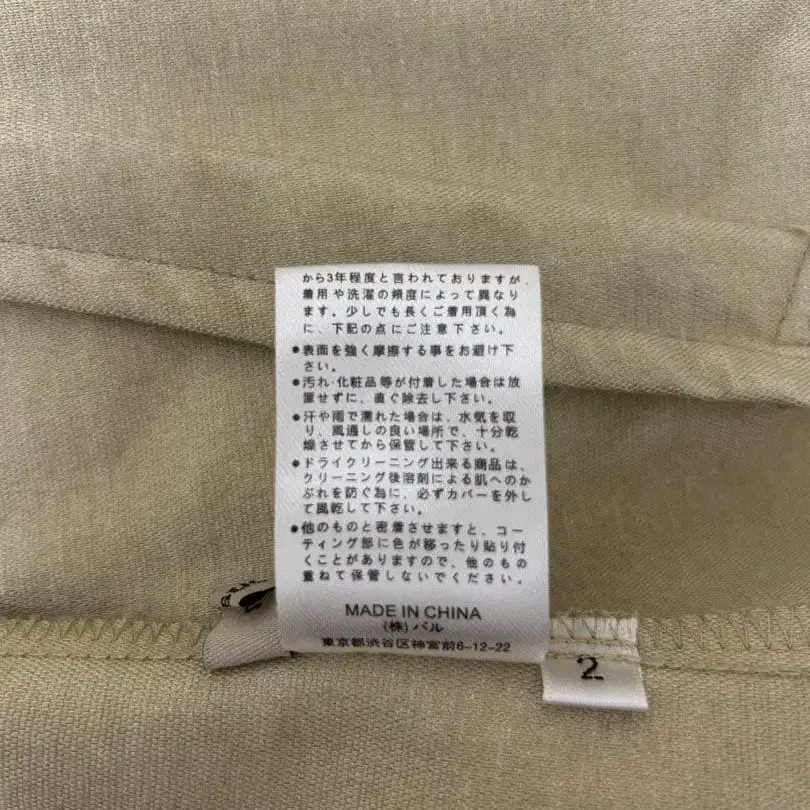 から3年程度と言われておりますが、
着用や洗濯の頻度によって異なり
ます。少しでも長くご着用頂く為
に、下記の点にご注意下さい。
●表面を強く摩擦する事をお避け下
さい。
●汚れ・化粧品等が付着した場合は放
置せずに、直ぐ除去して下さい。
●汗や雨で濡れた場合は、水気を取
り、風通しの良い場所で、十分乾
燥させてから保管して下さい。
●ドライクリーニング出来る商品は、
クリーニング後溶剤による肌へのか
ぶれを防ぐ為に、必ずカバーを外し
て風乾して下さい。
●他のものと密着させますと、コー
ティング部に色が移ったり貼り付
くことがありますので、他のもの
重ねて保管しないでください。
MADE IN CHINA
(株)パル
東京都渋谷区神宮前6-12-22
2